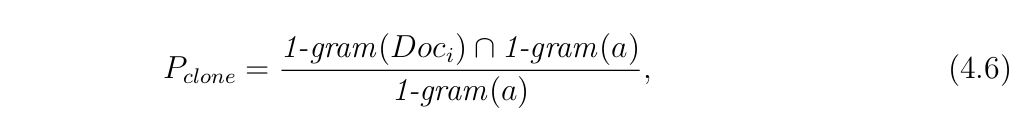 P_clone = 1-gram(Doc_i) ∩ 1-gram(a) / 1-gram(a), (4.6)